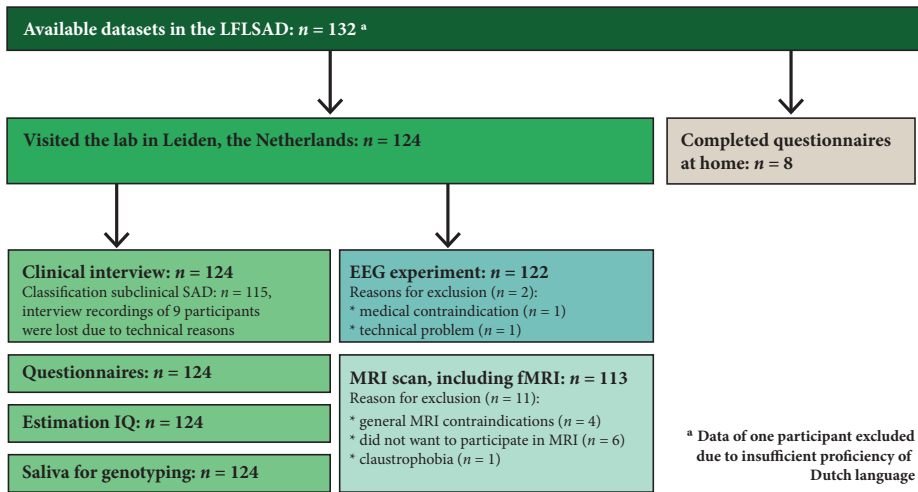 Available datasets in the LFLSAD: n = 132 ᵃ
Visited the lab in Leiden, the Netherlands: n = 124
Completed questionnaires
at home: n = 8
Clinical interview: n = 124
Classification subclinical SAD: n = 115,
interview recordings of 9 participants
were lost due to technical reasons
Questionnaires: n = 124
Estimation IQ: n = 124
Saliva for genotyping: n = 124
EEG experiment: n = 122
Reasons for exclusion (n = 2):
* medical contraindication (n = 1)
* technical problem (n = 1)
MRI scan, including fMRI: n = 113
Reason for exclusion (n = 11):
* general MRI contraindications (n = 4)
* did not want to participate in MRI (n = 6)
* claustrophobia (n = 1)
ᵃ Data of one participant excluded
due to insufficient proficiency of
Dutch language